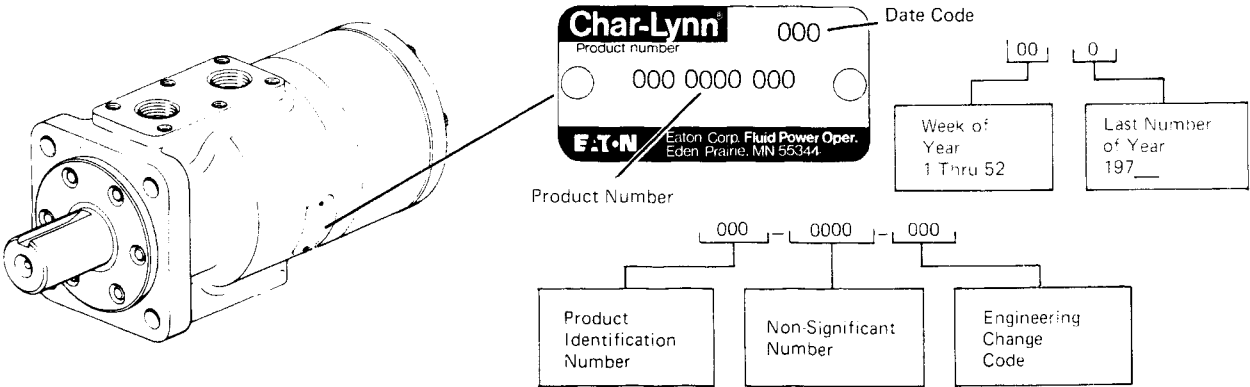 Char-Lynn®
Product number
000
000 0000 000
EATON
Eaton Corp. Fluid Power Oper.
Eden Prairie, MN 55344
Date Code
Product Number
00 0
Week of
Year
1 Thru 52
Last Number
of Year
197__
000 - 0000 - 000
Product
Identification
Number
Non-Significant
Number
Engineering
Change
Code